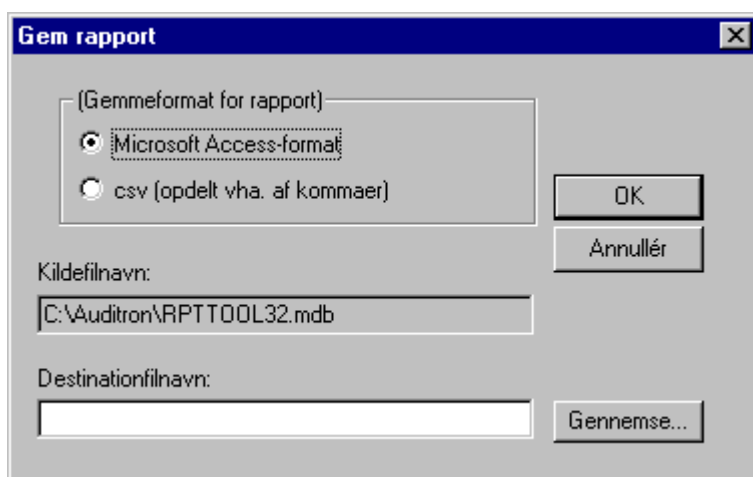 Gem rapport
(Gemmeformat for rapport)
Microsoft Access-format
csv (opdelt vha. af kommaer)
OK
Annullér
Kildefilnavn:
C:\Auditron\RPTTOOL32.mdb
Destinationfilnavn:
Gennemse...